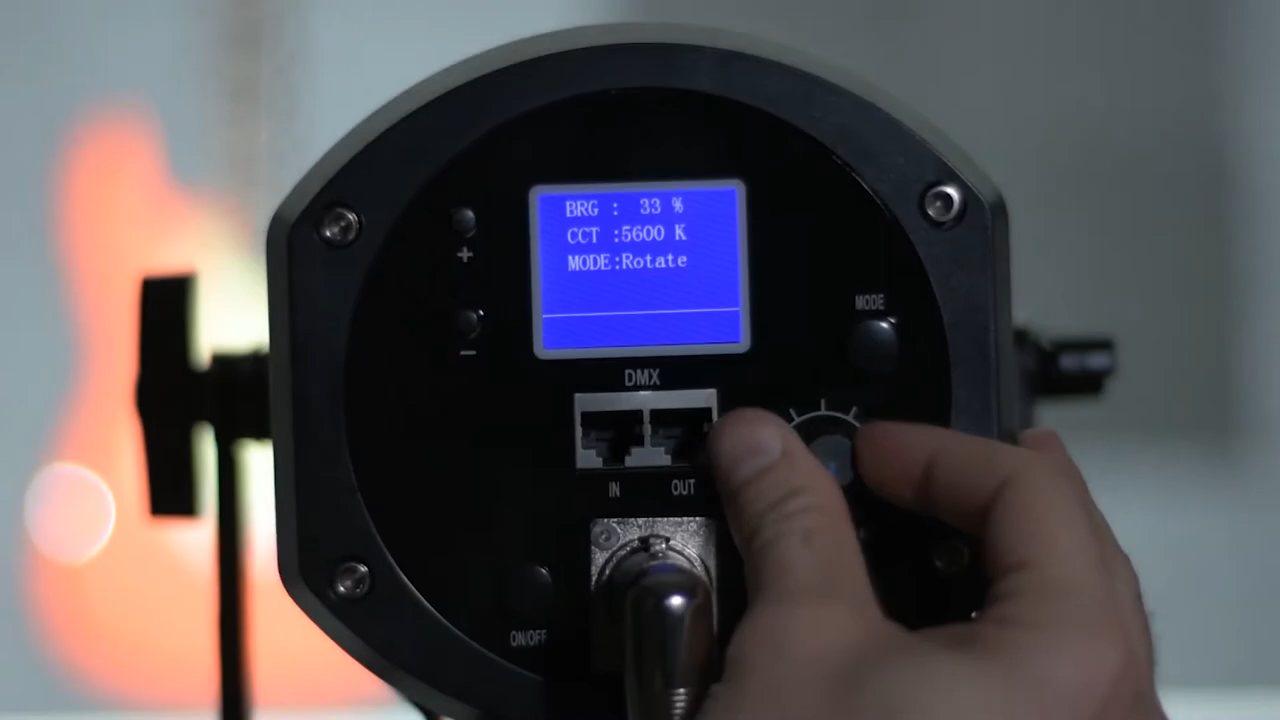 BRG : 33 %
CCT :5600 K
MODE:Rotate
+
−
MODE
DMX
IN OUT
ON/OFF